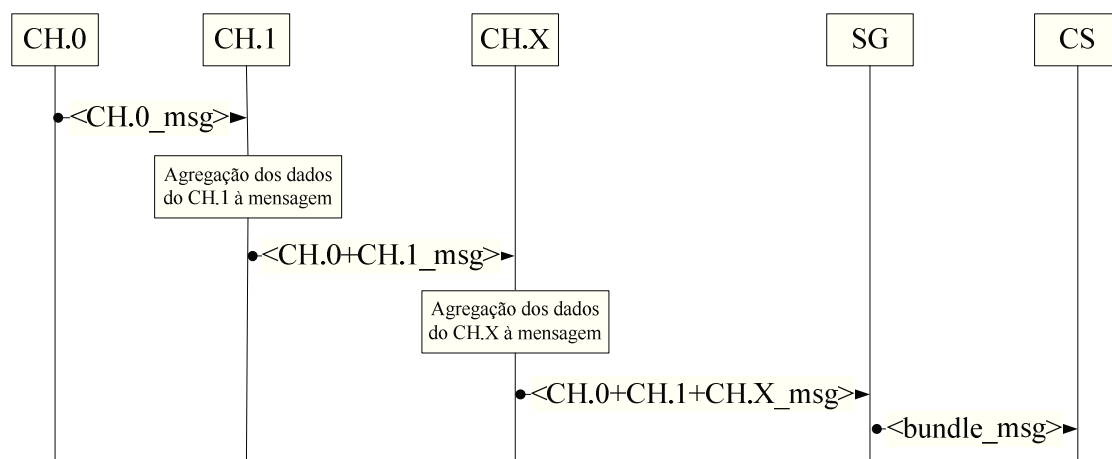 CH.0
CH.1
CH.X
SG
CS
<CH.0_msg>
Agregação dos dados
do CH.1 à mensagem
<CH.0+CH.1_msg>
Agregação dos dados
do CH.X à mensagem
<CH.0+CH.1+CH.X_msg>
<bundle_msg>